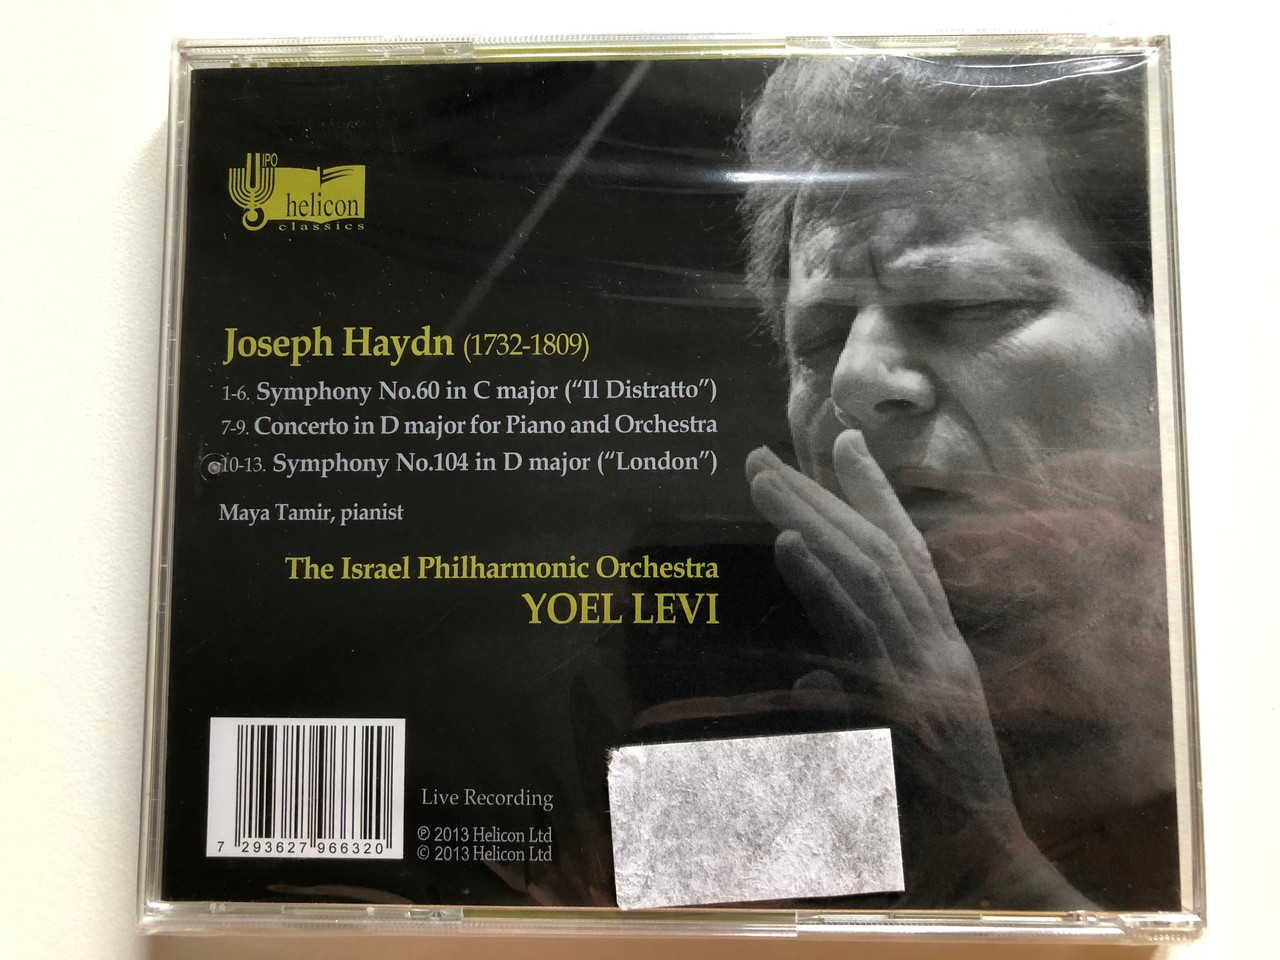 IPO
helicon
classics
Joseph Haydn (1732-1809)
1-6. Symphony No.60 in C major (“Il Distratto”)
7-9. Concerto in D major for Piano and Orchestra
10-13. Symphony No.104 in D major (“London”)
Maya Tamir, pianist
The Israel Philharmonic Orchestra
YOEL LEVI
Live Recording
℗ 2013 Helicon Ltd
© 2013 Helicon Ltd
7 293627 966320